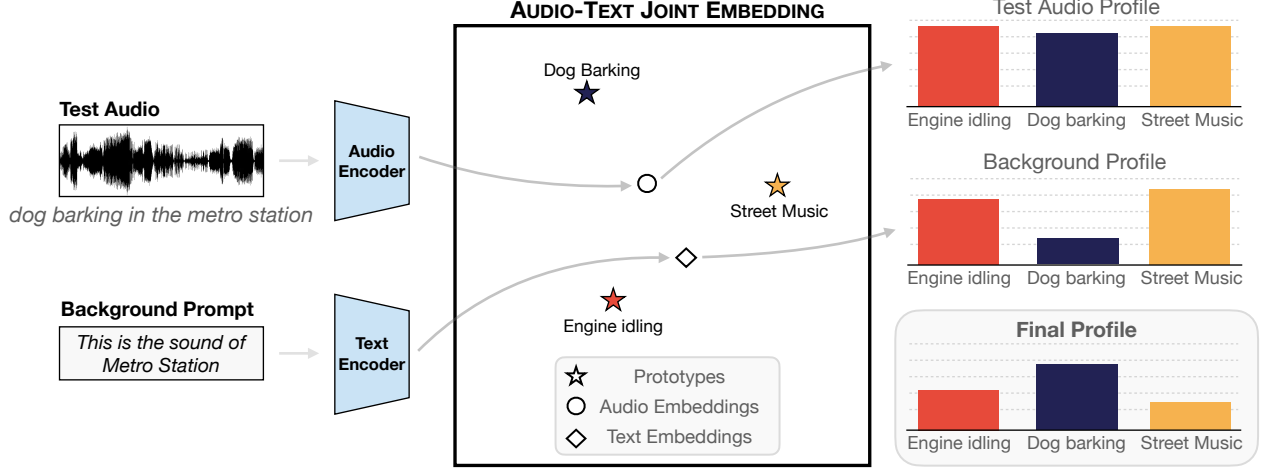 AUDIO-TEXT JOINT EMBEDDING
Test Audio
dog barking in the metro station
Audio
Encoder
Background Prompt
This is the sound of
Metro Station
Text
Encoder
Dog Barking
Street Music
Engine idling
Prototypes
Audio Embeddings
Text Embeddings
Test Audio Profile
Engine idling Dog barking Street Music
Background Profile
Engine idling Dog barking Street Music
Final Profile
Engine idling Dog barking Street Music